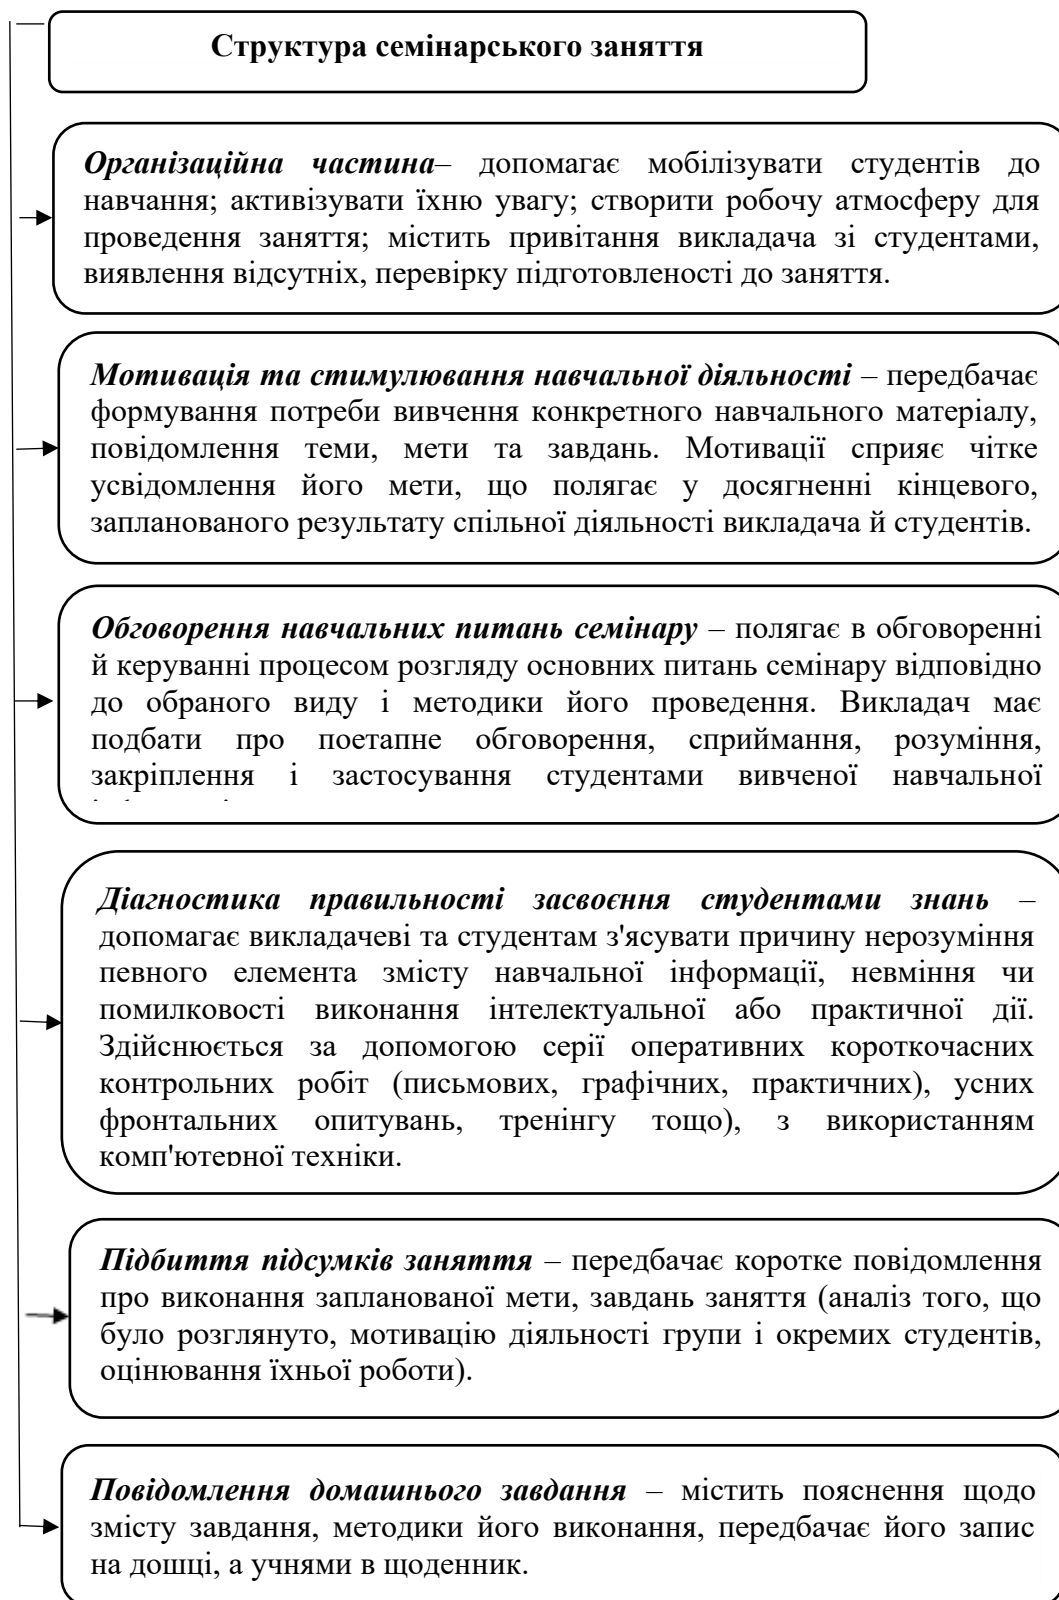 Структура семінарського заняття
Організаційна частина– допомагає мобілізувати студентів до
навчання; активізувати їхню увагу; створити робочу атмосферу для
проведення заняття; містить привітання викладача зі студентами,
виявлення відсутніх, перевірку підготовленості до заняття.
Мотивація та стимулювання навчальної діяльності – передбачає
формування потреби вивчення конкретного навчального матеріалу,
повідомлення теми, мети та завдань. Мотивації сприяє чітке
усвідомлення його мети, що полягає у досягненні кінцевого,
запланованого результату спільної діяльності викладача й студентів.
Обговорення навчальних питань семінару – полягає в обговоренні
й керуванні процесом розгляду основних питань семінару відповідно
до обраного виду і методики його проведення. Викладач має
подбати про поетапне обговорення, сприймання, розуміння,
закріплення і застосування студентами вивченої навчальної
Діагностика правильності засвоєння студентами знань –
допомагає викладачеві та студентам з'ясувати причину нерозуміння
певного елемента змісту навчальної інформації, невміння чи
помилковості виконання інтелектуальної або практичної дії.
Здійснюється за допомогою серії оперативних короткочасних
контрольних робіт (письмових, графічних, практичних), усних
фронтальних опитувань, тренінгу тощо), з використанням
комп'ютерної техніки.
Підбиття підсумків заняття – передбачає коротке повідомлення
про виконання запланованої мети, завдань заняття (аналіз того, що
було розглянуто, мотивацію діяльності групи і окремих студентів,
оцінювання їхньої роботи).
Повідомлення домашнього завдання – містить пояснення щодо
змісту завдання, методики його виконання, передбачає його запис
на дошці, а учнями в щоденник.